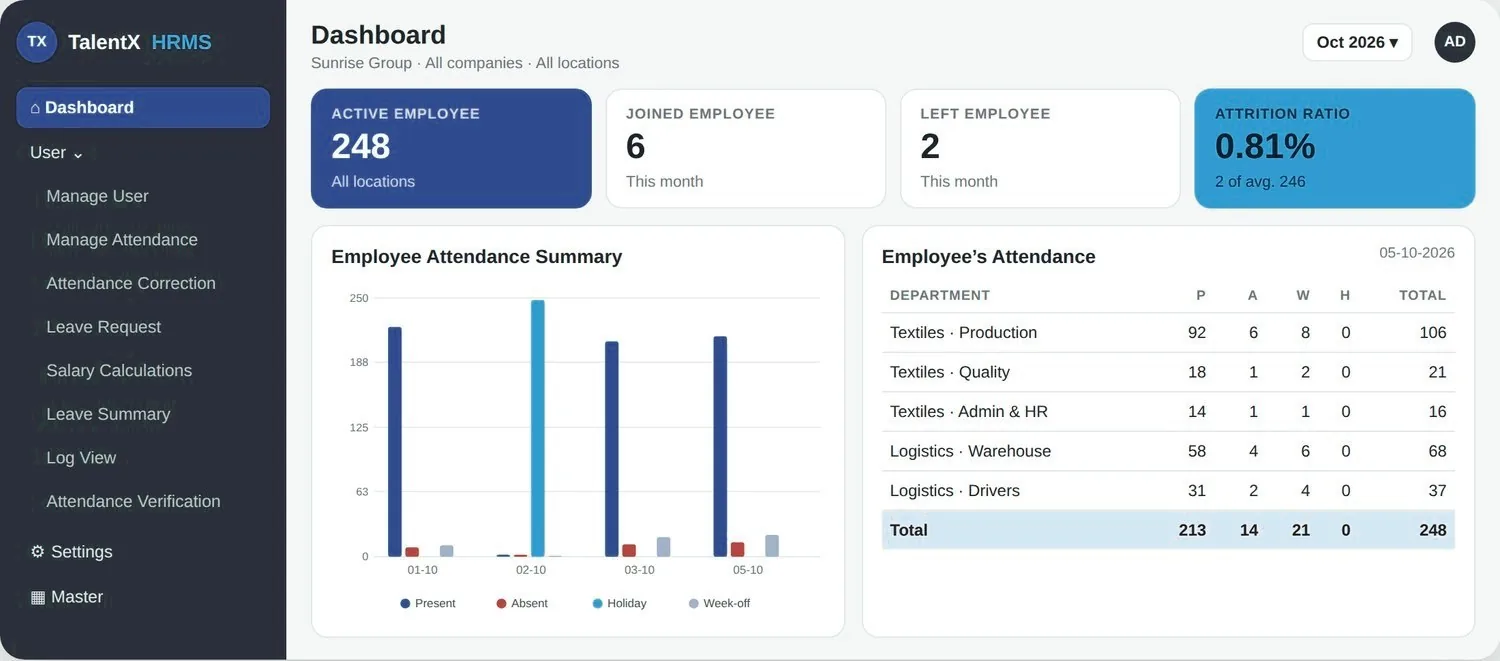 TX TalentX HRMS
⌂ Dashboard
User ⌄
Manage User
Manage Attendance
Attendance Correction
Leave Request
Salary Calculations
Leave Summary
Log View
Attendance Verification
⚙ Settings
▦ Master
Dashboard
Sunrise Group · All companies · All locations
Oct 2026 ▾
AD
ACTIVE EMPLOYEE
248
All locations
JOINED EMPLOYEE
6
This month
LEFT EMPLOYEE
2
This month
ATTRITION RATIO
0.81%
2 of avg. 246
Employee Attendance Summary
250
188
125
63
0
01-10 02-10 03-10 05-10
Present Absent Holiday Week-off
Employee’s Attendance 05-10-2026
DEPARTMENT P A W H TOTAL
Textiles · Production 92 6 8 0 106
Textiles · Quality 18 1 2 0 21
Textiles · Admin & HR 14 1 1 0 16
Logistics · Warehouse 58 4 6 0 68
Logistics · Drivers 31 2 4 0 37
Total 213 14 21 0 248